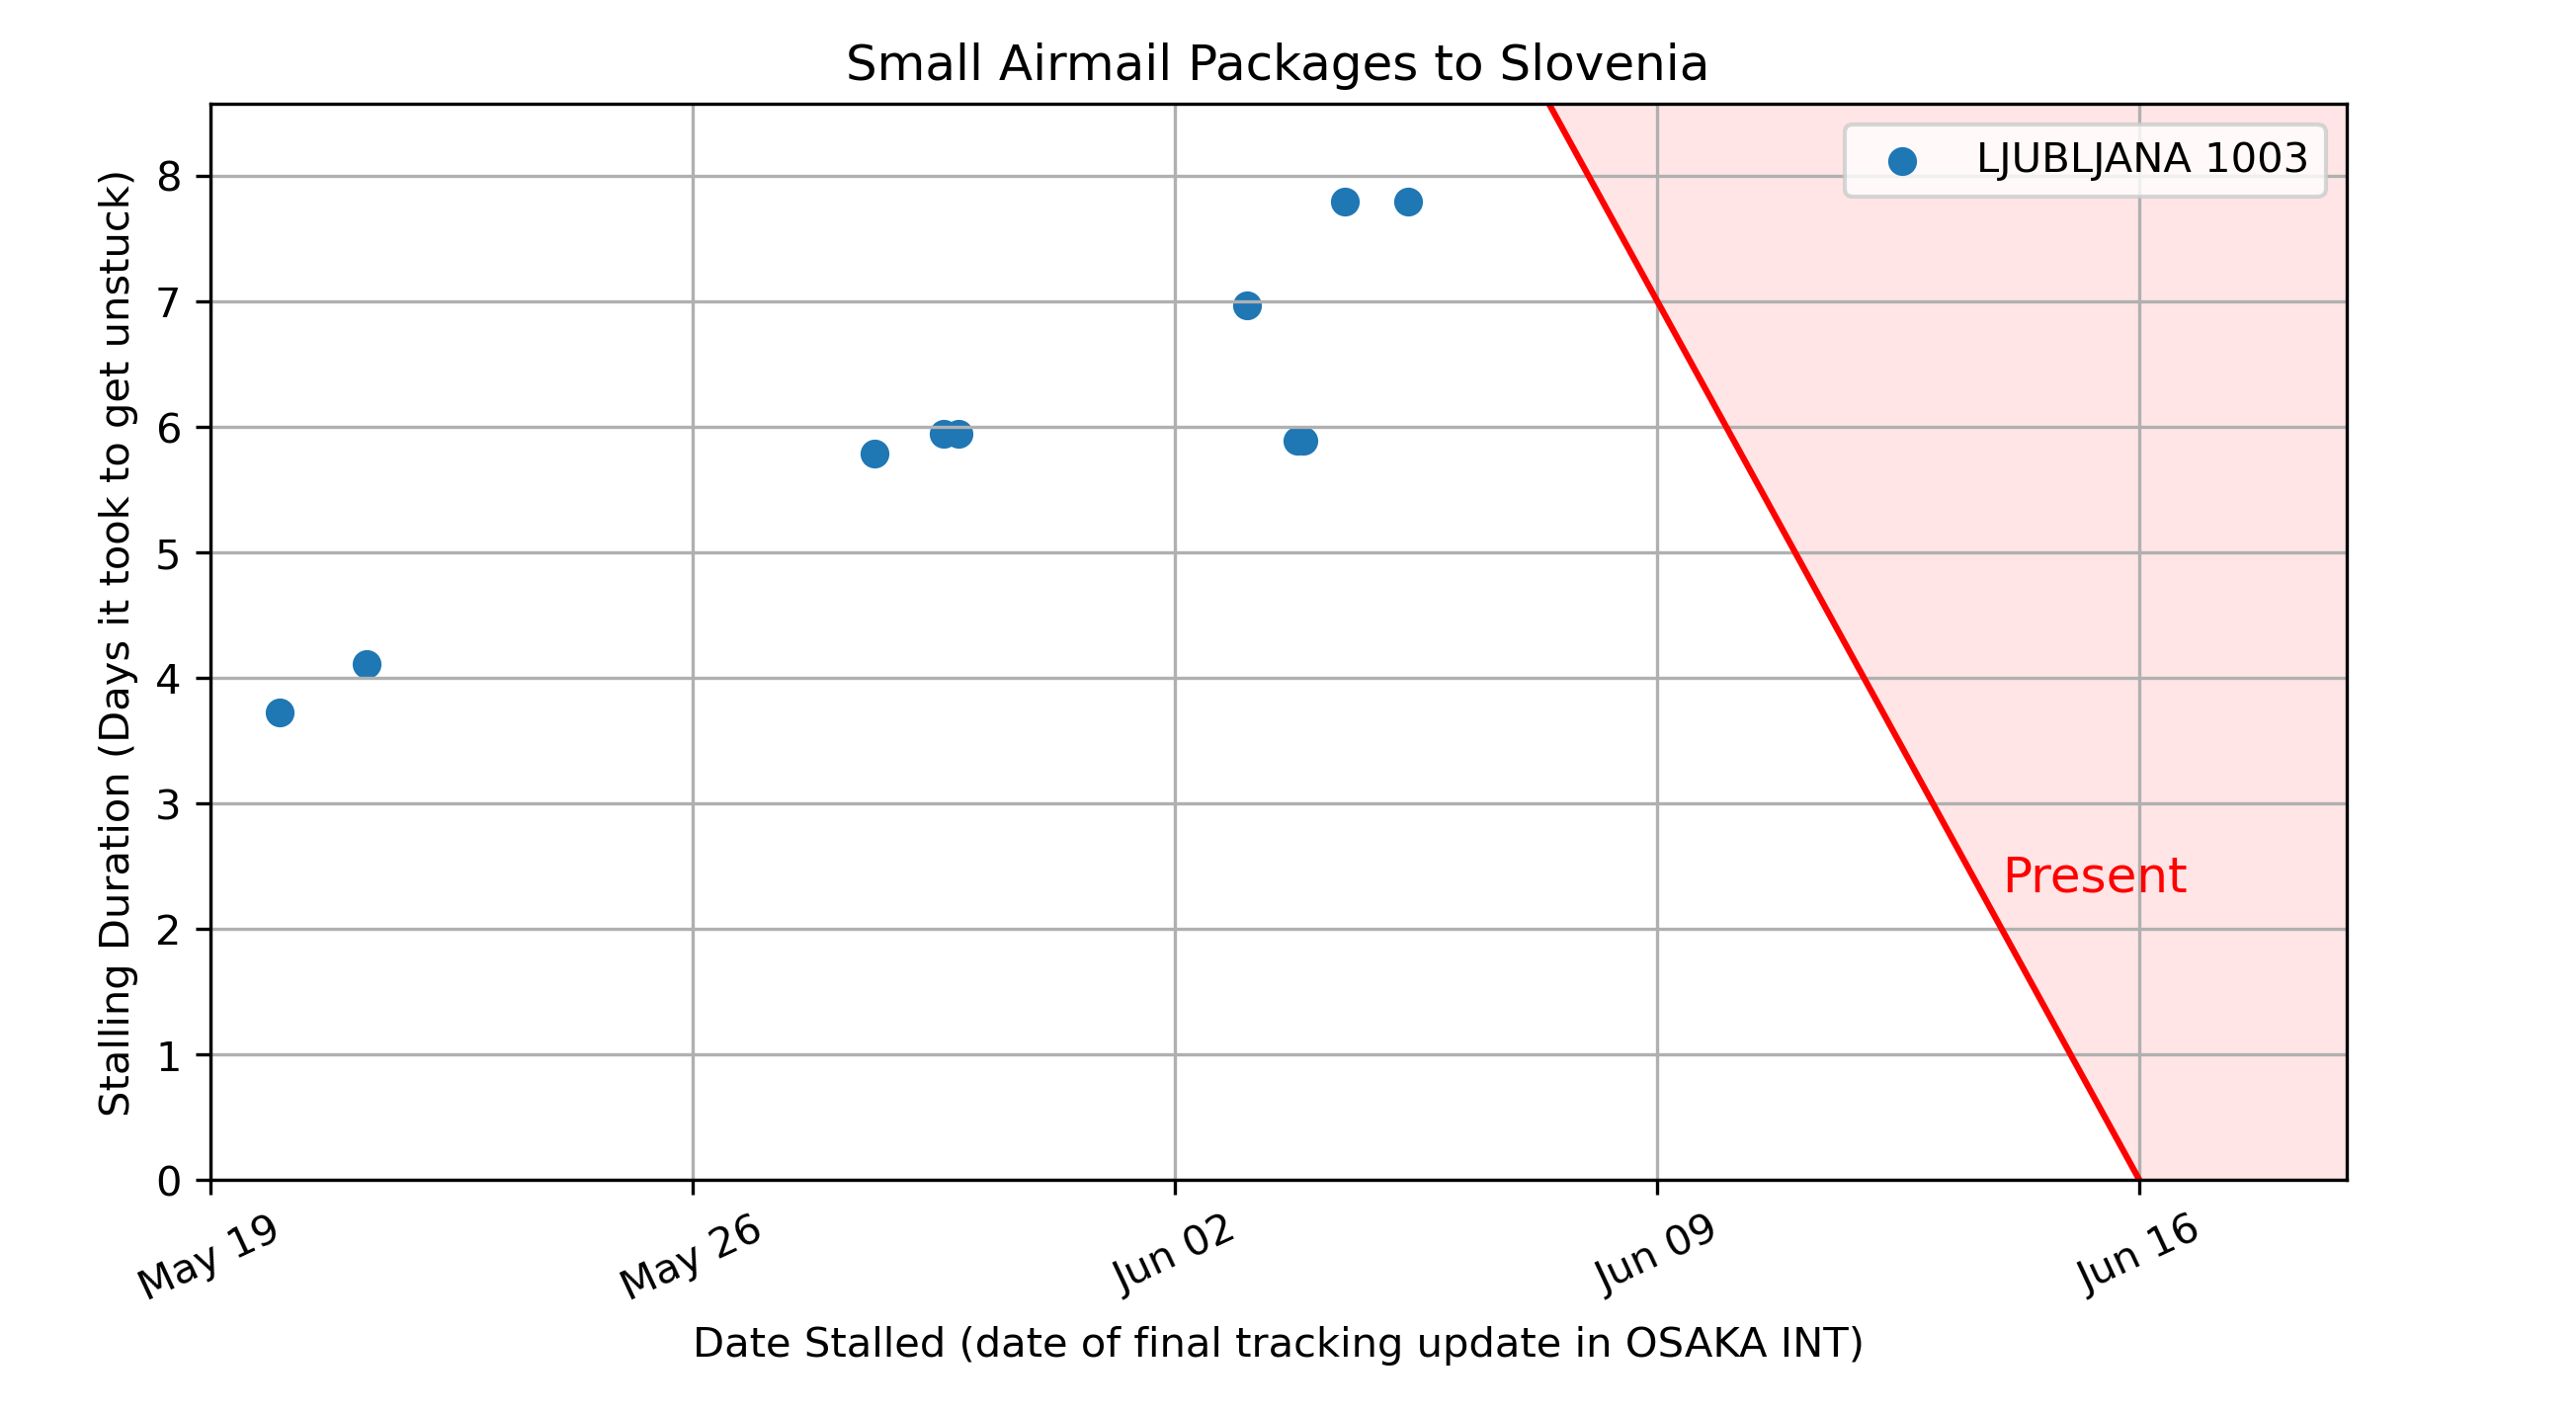 Small Airmail Packages to Slovenia
LJUBLJANA 1003
Stalling Duration (Days it took to get unstuck)
8
7
6
5
4
3
2
1
0
Present
May 19
May 26
Jun 02
Jun 09
Jun 16
Date Stalled (date of final tracking update in OSAKA INT)